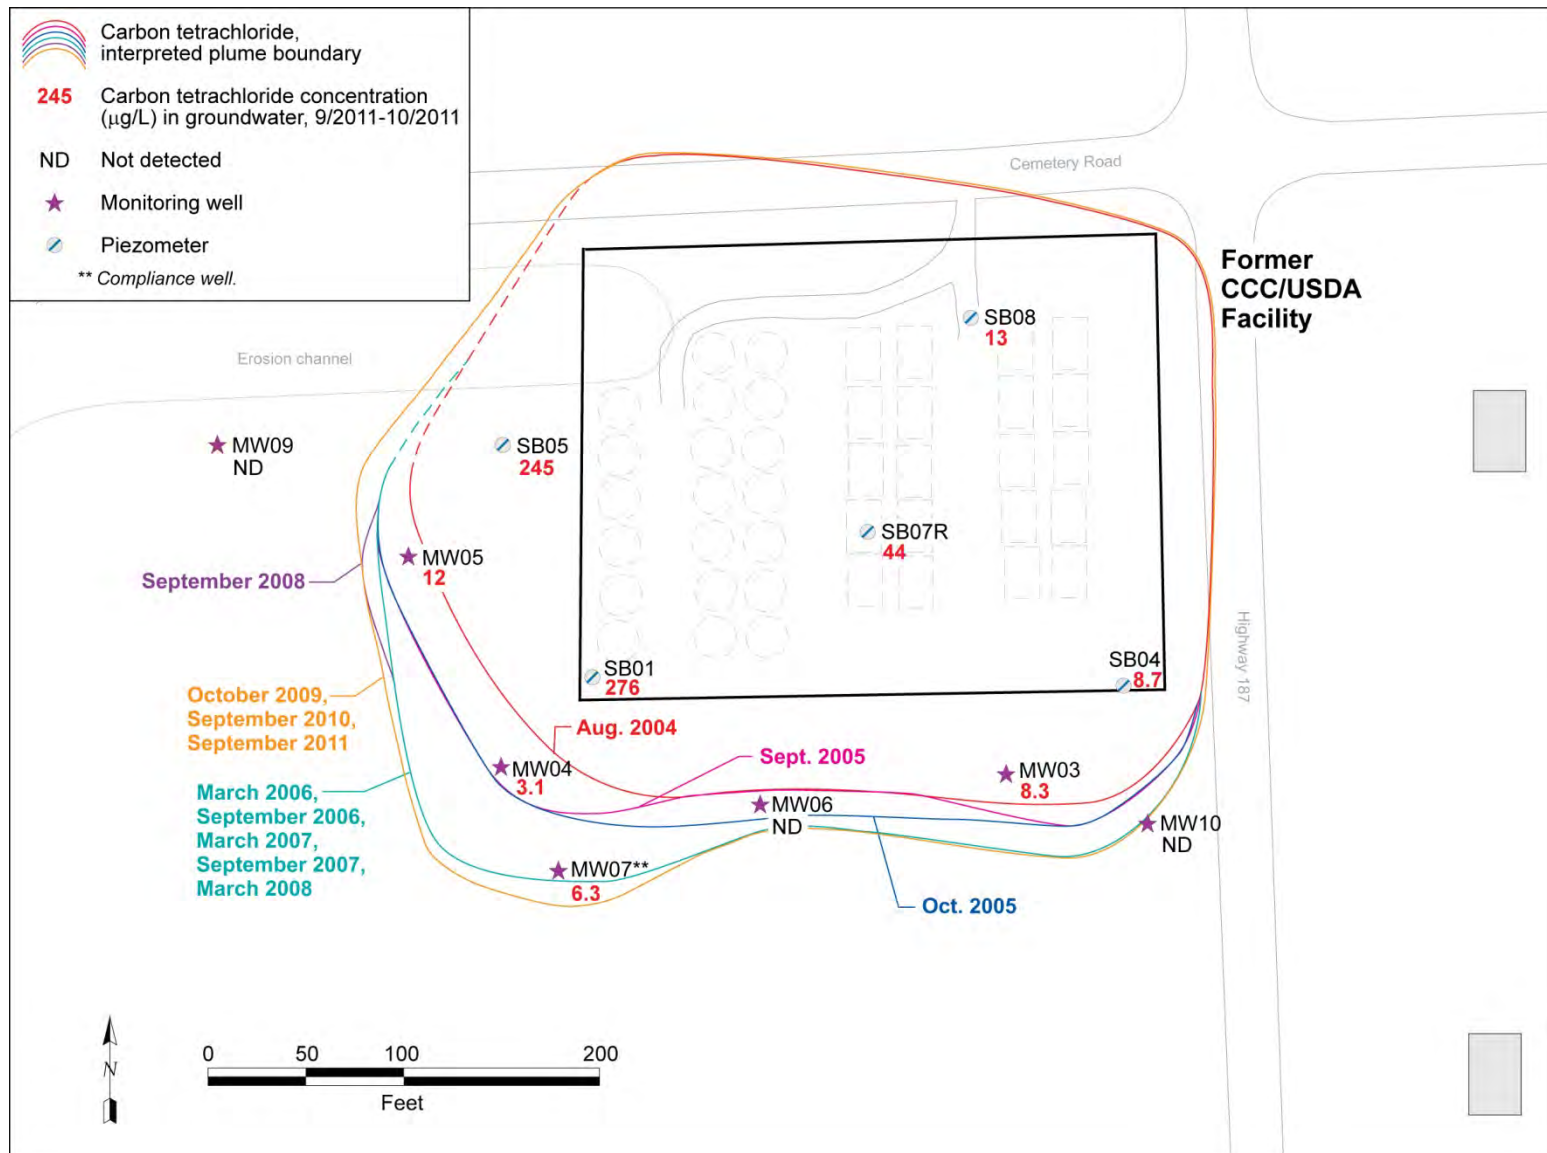 Carbon tetrachloride,
interpreted plume boundary
245 Carbon tetrachloride concentration
(µg/L) in groundwater, 9/2011-10/2011
ND Not detected
Monitoring well
Piezometer
** Compliance well.
Cemetery Road
Former
CCC/USDA
Facility
SB08
13
Erosion channel
MW09
ND
SB05
245
SB07R
44
MW05
12
September 2008
Highway 187
SB01
276
SB04
8.7
October 2009,
September 2010,
September 2011
Aug. 2004
Sept. 2005
MW04
3.1
MW03
8.3
March 2006,
September 2006,
March 2007,
September 2007,
March 2008
MW06
ND
MW10
ND
MW07**
6.3
Oct. 2005
N
0 50 100 200
Feet